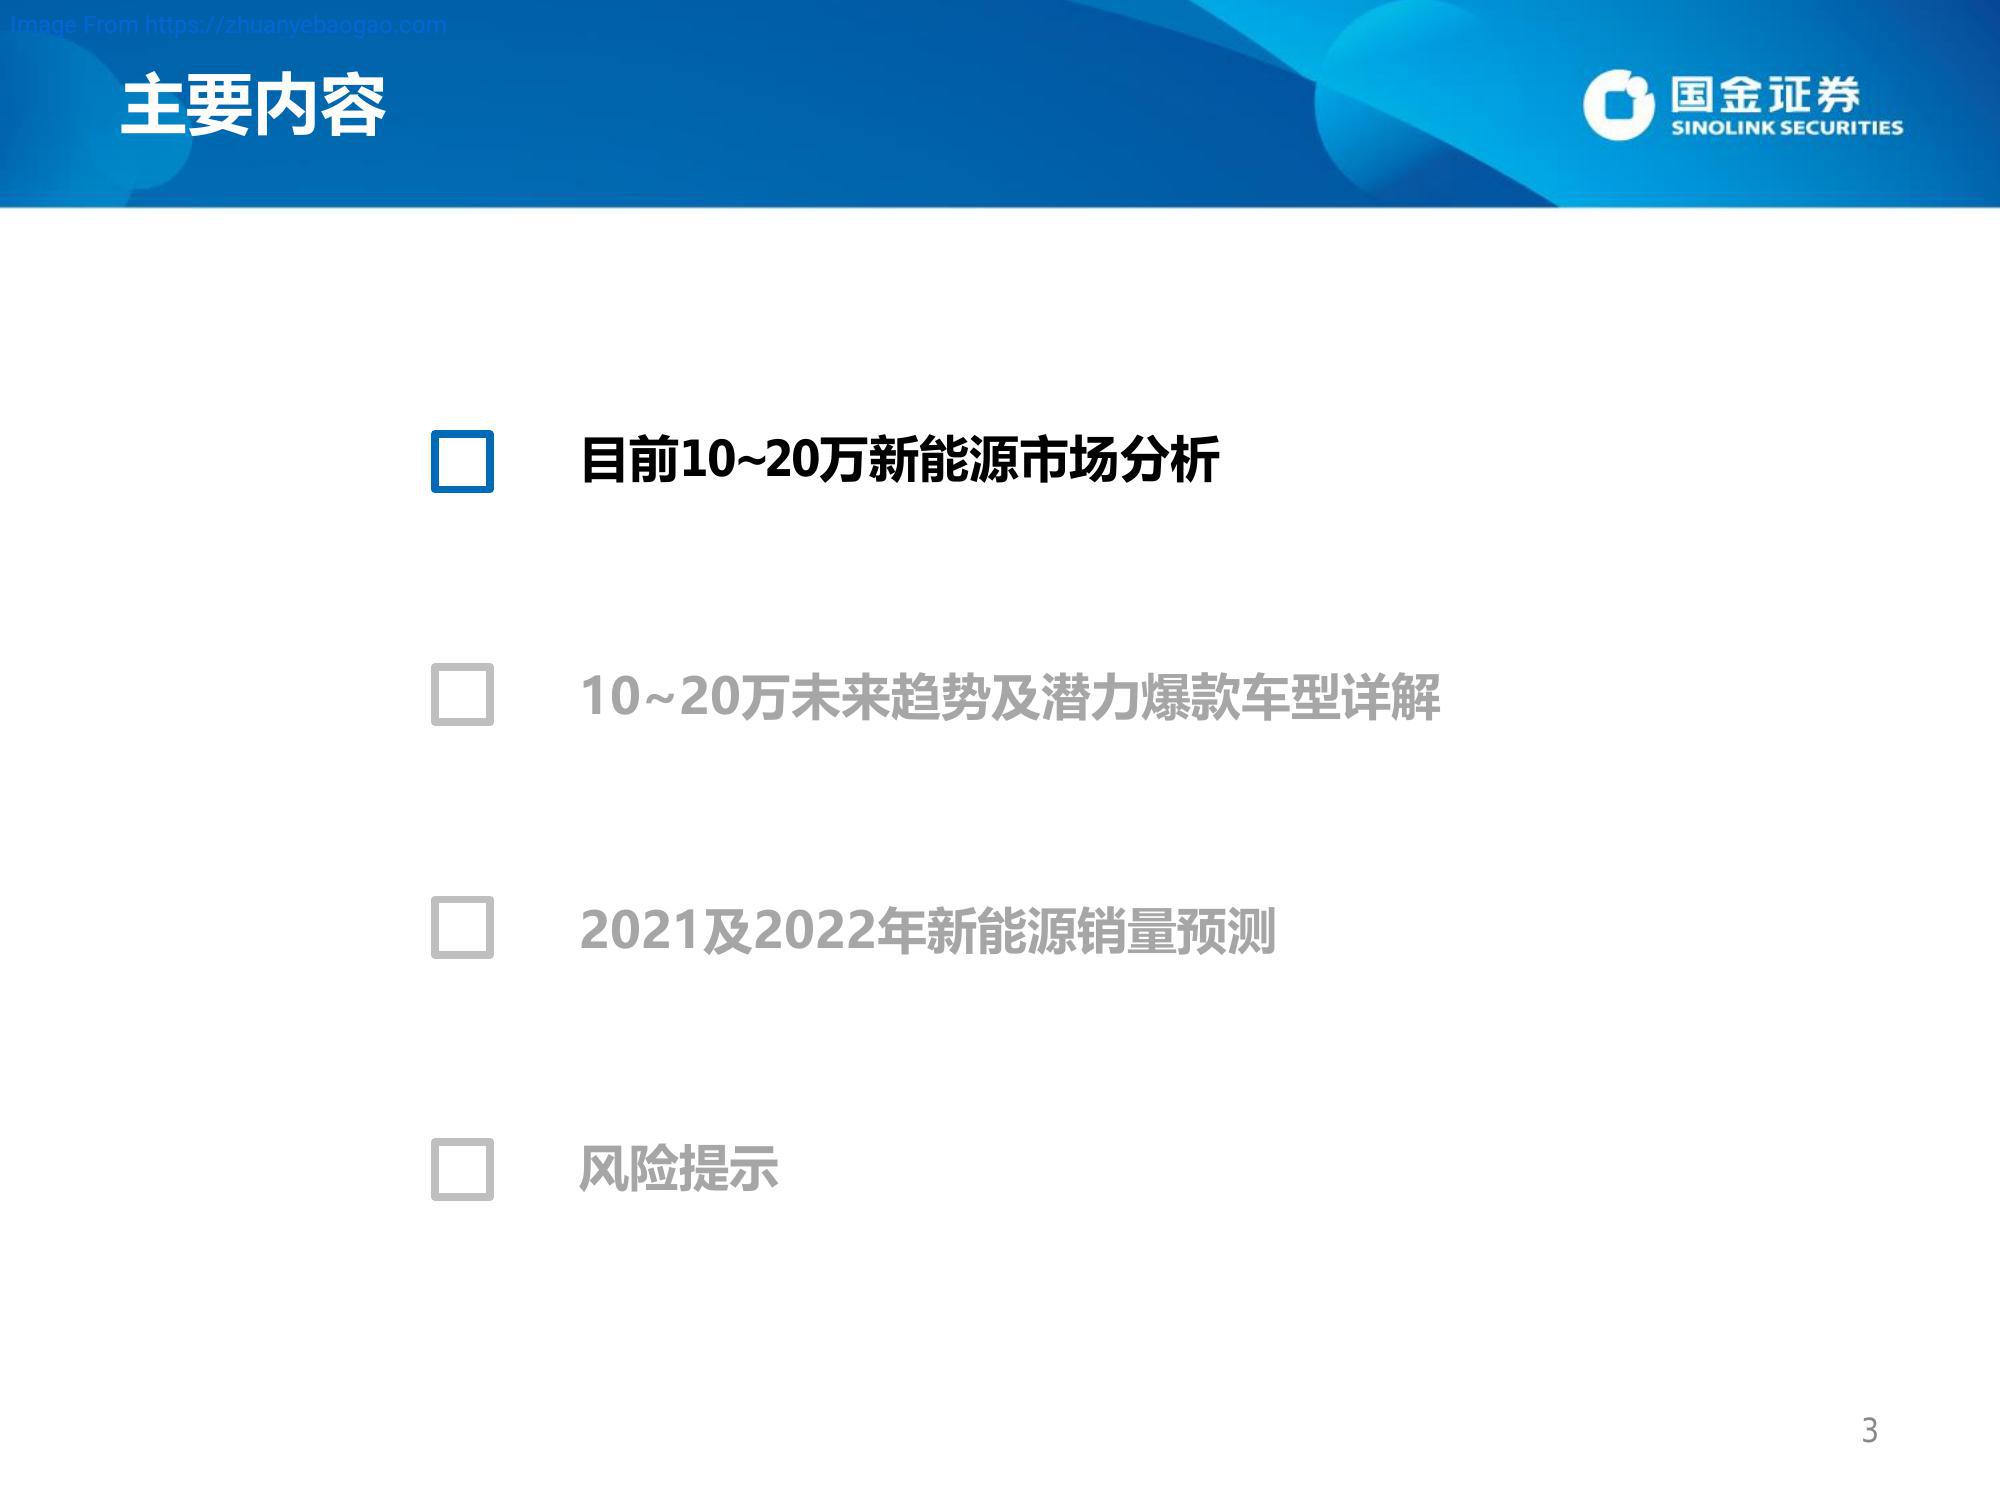 Image From https://zhuanyebaogao.com
主要内容
国金证券
SINOLINK SECURITIES
目前10~20万新能源市场分析
10~20万未来趋势及潜力爆款车型详解
2021及2022年新能源销量预测
风险提示
3